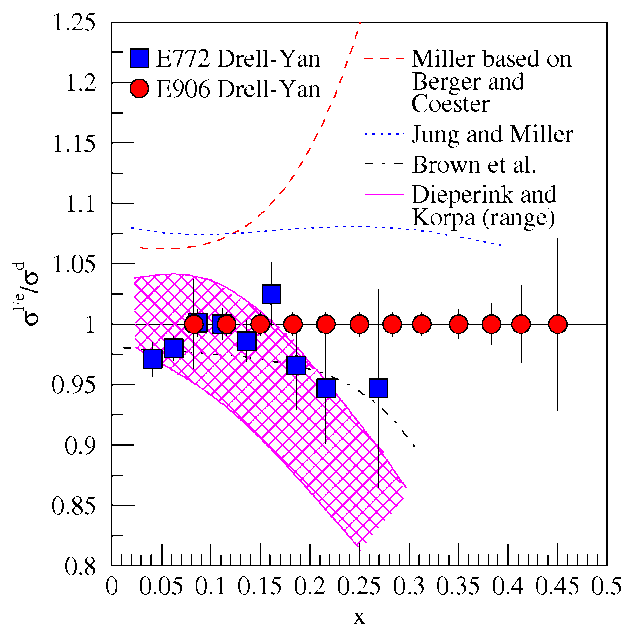 1.25
1.2
1.15
1.1
1.05
1
0.95
0.9
0.85
0.8
σ^Fe/σ^d
E772 Drell-Yan
E906 Drell-Yan
Miller based on
Berger and
Coester
Jung and Miller
Brown et al.
Dieperink and
Korpa (range)
0 0.05 0.1 0.15 0.2 0.25 0.3 0.35 0.4 0.45 0.5
x